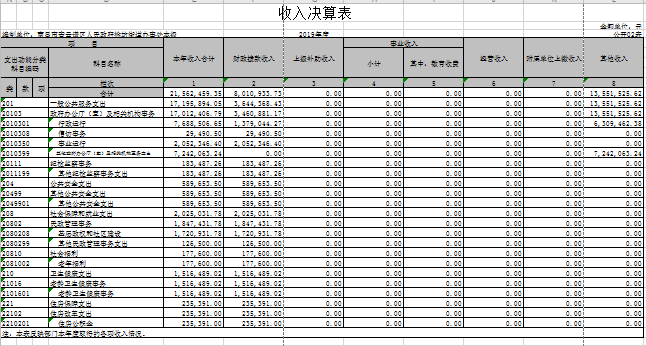 收入决算表
金额单位：元
编制单位：南昌市青云谱区人民政府徐家坊街道办事处本级 2019年度 公开02表
项 目 本年收入合计 财政拨款收入 上级补助收入 事业收入 经营收入 附属单位上缴收入 其他收入
支出功能分类科目编码 科目名称 小计 其中：教育收费
类 款 项 栏次 1 2 3 4 5 6 7 8
合计 21,562,459.35 8,010,933.73 0.00 0.00 0.00 0.00 0.00 13,551,525.62
201 一般公共服务支出 17,195,894.05 3,644,368.43 0.00 0.00 0.00 0.00 0.00 13,551,525.62
20103 政府办公厅（室）及相关机构事务 17,012,406.79 3,460,881.17 0.00 0.00 0.00 0.00 0.00 13,551,525.62
2010301 行政运行 7,688,506.65 1,379,044.27 0.00 0.00 0.00 0.00 0.00 6,309,462.38
2010308 信访事务 29,490.50 29,490.50 0.00 0.00 0.00 0.00 0.00 0.00
2010350 事业运行 2,052,346.40 2,052,346.40 0.00 0.00 0.00 0.00 0.00 0.00
2010399 其他政府办公厅（室）及相关机构事务支出 7,242,063.24 0.00 0.00 0.00 0.00 0.00 0.00 7,242,063.24
20111 纪检监察事务 183,487.26 183,487.26 0.00 0.00 0.00 0.00 0.00 0.00
2011199 其他纪检监察事务支出 183,487.26 183,487.26 0.00 0.00 0.00 0.00 0.00 0.00
204 公共安全支出 589,653.50 589,653.50 0.00 0.00 0.00 0.00 0.00 0.00
20499 其他公共安全支出 589,653.50 589,653.50 0.00 0.00 0.00 0.00 0.00 0.00
2049901 其他公共安全支出 589,653.50 589,653.50 0.00 0.00 0.00 0.00 0.00 0.00
208 社会保障和就业支出 2,025,031.78 2,025,031.78 0.00 0.00 0.00 0.00 0.00 0.00
20802 民政管理事务 1,847,431.78 1,847,431.78 0.00 0.00 0.00 0.00 0.00 0.00
2080208 基层政权和社区建设 1,720,931.78 1,720,931.78 0.00 0.00 0.00 0.00 0.00 0.00
2080299 其他民政管理事务支出 126,500.00 126,500.00 0.00 0.00 0.00 0.00 0.00 0.00
20810 社会福利 177,600.00 177,600.00 0.00 0.00 0.00 0.00 0.00 0.00
2081002 老年福利 177,600.00 177,600.00 0.00 0.00 0.00 0.00 0.00 0.00
210 卫生健康支出 1,516,489.02 1,516,489.02 0.00 0.00 0.00 0.00 0.00 0.00
21016 老龄卫生健康事务 1,516,489.02 1,516,489.02 0.00 0.00 0.00 0.00 0.00 0.00
2101601 老龄卫生健康事务 1,516,489.02 1,516,489.02 0.00 0.00 0.00 0.00 0.00 0.00
221 住房保障支出 235,391.00 235,391.00 0.00 0.00 0.00 0.00 0.00 0.00
22102 住房改革支出 235,391.00 235,391.00 0.00 0.00 0.00 0.00 0.00 0.00
2210201 住房公积金 235,391.00 235,391.00 0.00 0.00 0.00 0.00 0.00 0.00
注：本表反映部门本年度取得的各项收入情况。